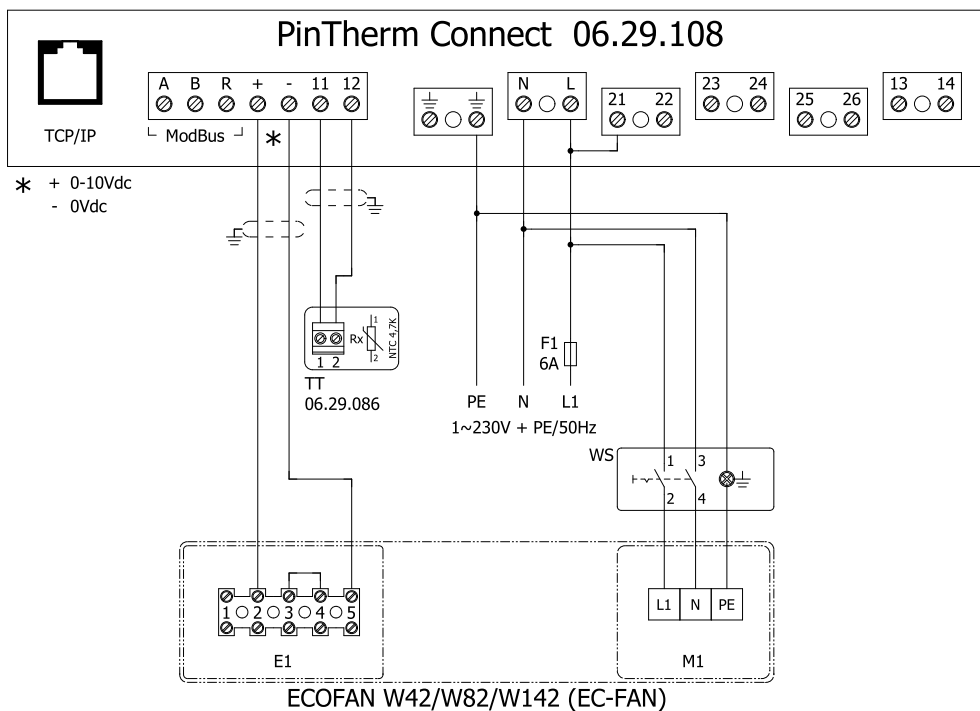 PinTherm Connect 06.29.108
TCP/IP
A B R + - 11 12
ModBus *
N L
21 22
23 24
25 26
13 14
* + 0-10Vdc
- 0Vdc
1
Rx
2
NTC 4,7K
1 2
TT
06.29.086
F1
6A
PE N L1
1~230V + PE/50Hz
WS
1 3
2 4
1 2 3 4 5
E1
L1 N PE
M1
ECOFAN W42/W82/W142 (EC-FAN)